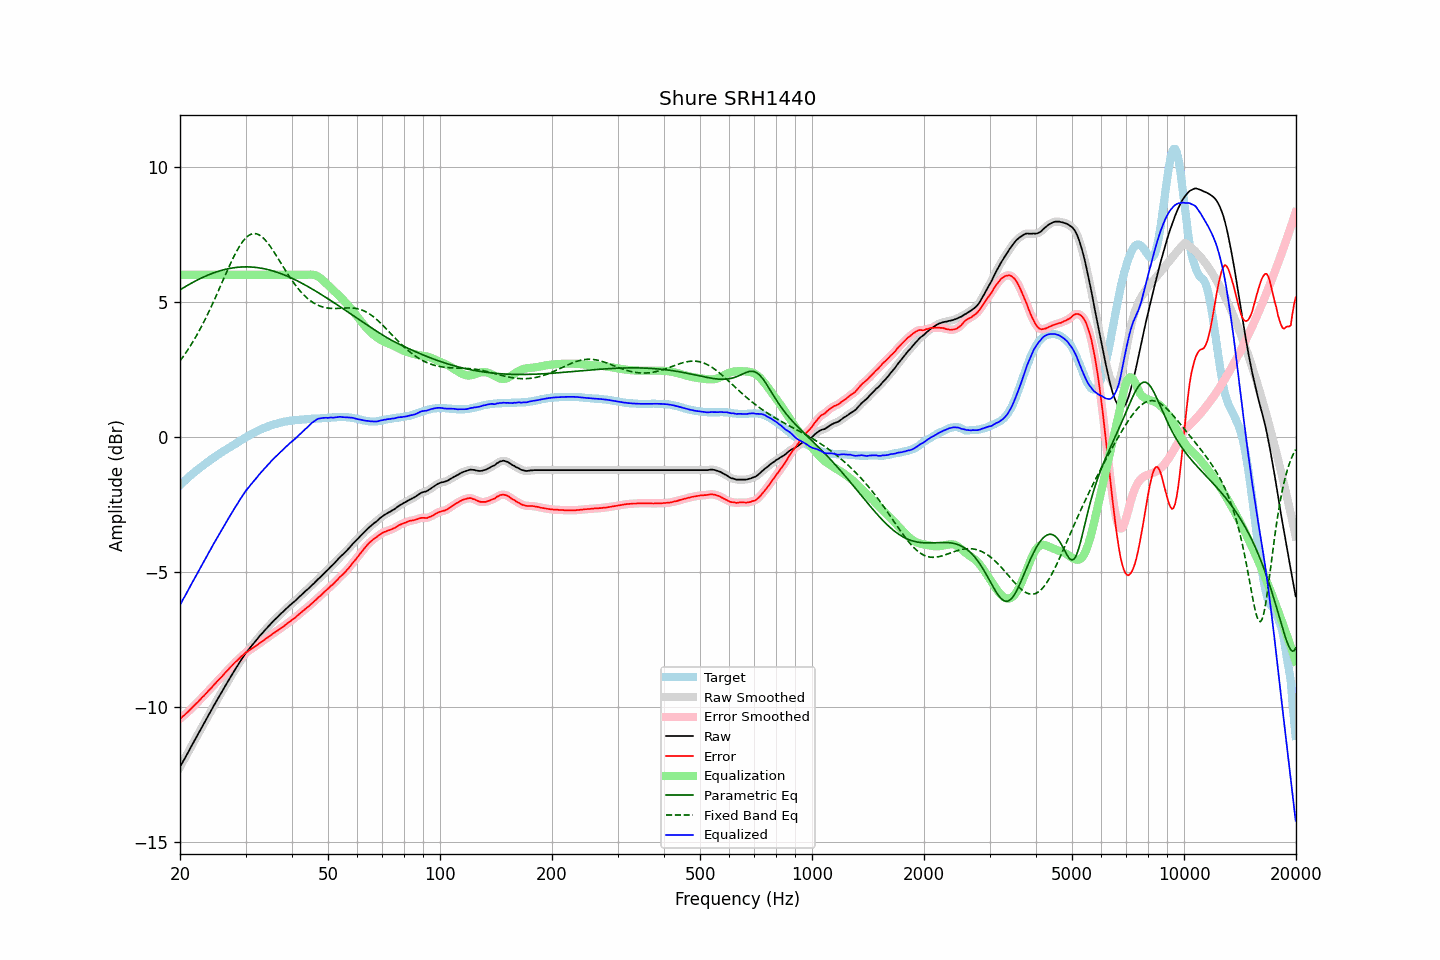 Shure SRH1440
Amplitude (dBr)
10
5
0
−5
−10
−15
Target
Raw Smoothed
Error Smoothed
Raw
Error
Equalization
Parametric Eq
Fixed Band Eq
Equalized
20 50 100 200 500 1000 2000 5000 10000 20000
Frequency (Hz)